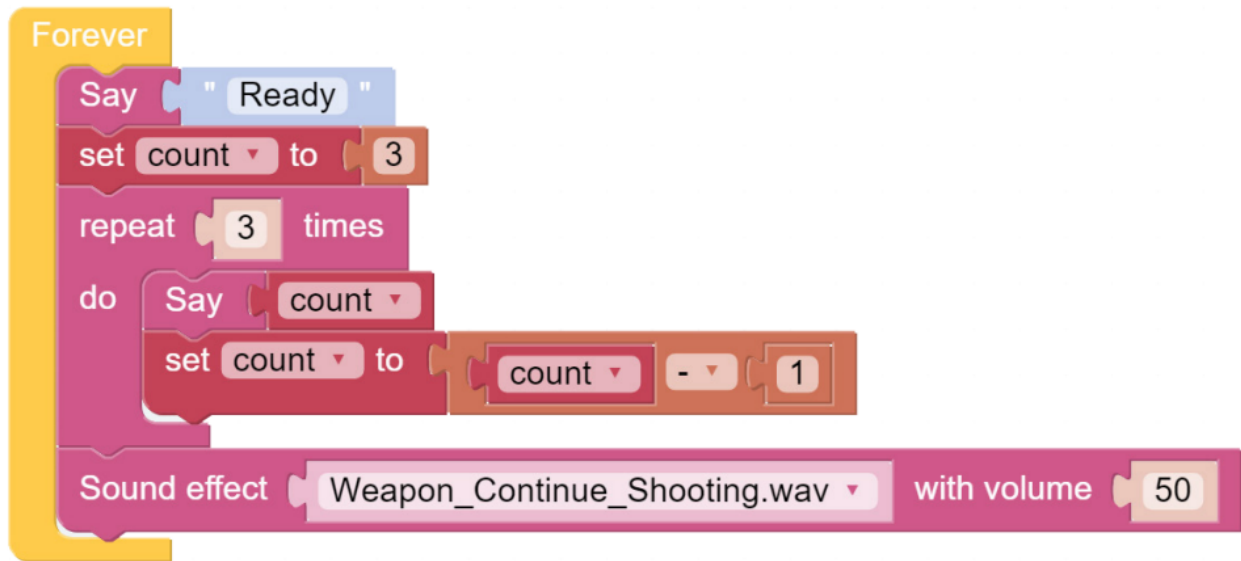 Forever
Say " Ready "
set count to 3
repeat 3 times
do Say count
set count to count - 1
Sound effect Weapon_Continue_Shooting.wav with volume 50